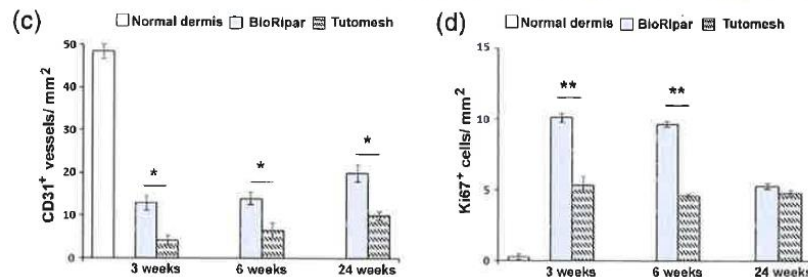 (c)
Normal dermis BioRipar Tutomesh
CD31+ vessels/ mm2
50
40
30
20
10
0
* * *
3 weeks 6 weeks 24 weeks
(d)
Normal dermis BioRipar Tutomesh
Ki67+ cells/ mm2
15
10
5
0
** **
3 weeks 6 weeks 24 weeks